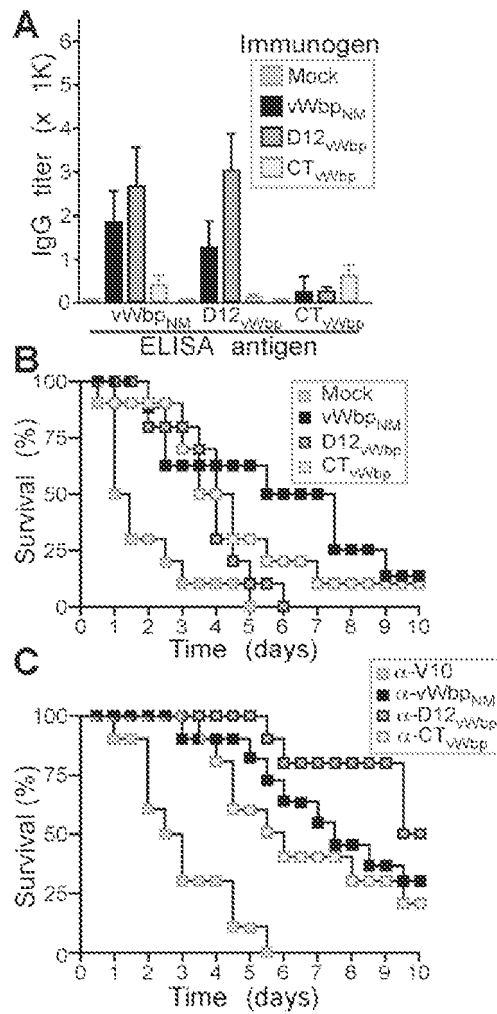 A
IgG titer (x 1K)
6
5
4
3
2
1
0
Immunogen
Mock
vWbpNM
D12vWbp
CTvWbp
vWbpNM D12vWbp CTvWbp
ELISA antigen
B
Survival (%)
100
75
50
25
0
Mock
vWbpNM
D12vWbp
CTvWbp
0 1 2 3 4 5 6 7 8 9 10
Time (days)
C
Survival (%)
100
75
50
25
0
α-V10
α-vWbpNM
α-D12vWbp
α-CTvWbp
0 1 2 3 4 5 6 7 8 9 10
Time (days)